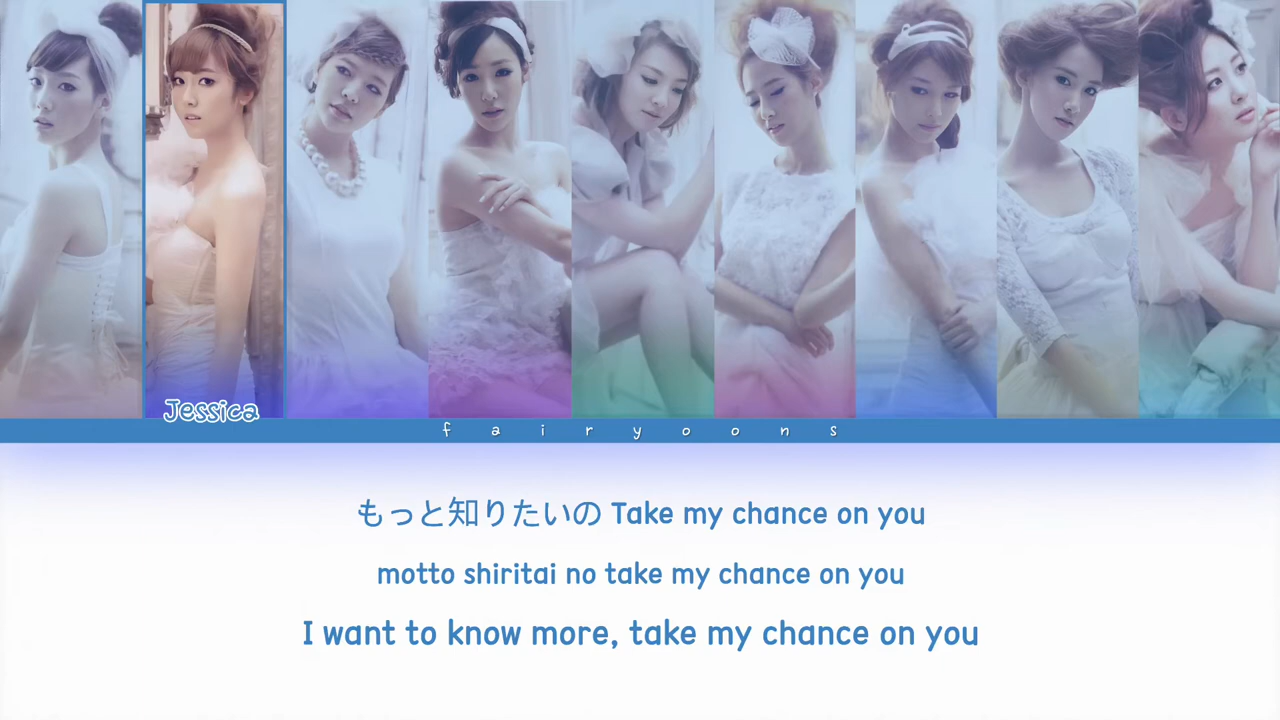 Jessica
fairyoons
もっと知りたいの Take my chance on you
motto shiritai no take my chance on you
I want to know more, take my chance on you